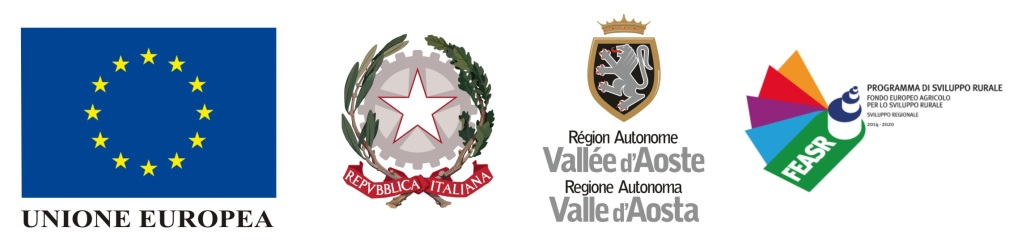 UNIONE EUROPEA
REPVBBLICA ITALIANA
Région Autonome
Vallée d'Aoste
Regione Autonoma
Valle d'Aosta
FEASR
PROGRAMMA DI SVILUPPO RURALE
FONDO EUROPEO AGRICOLO
PER LO SVILUPPO RURALE
SVILUPPO REGIONALE
2014-2020